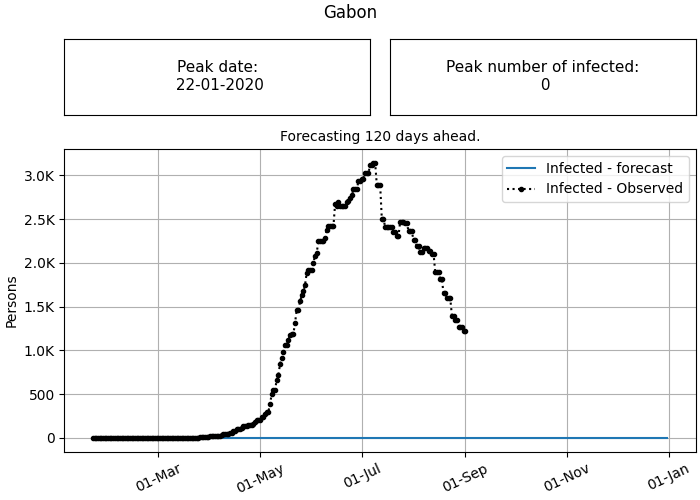 Gabon
Peak date:
22-01-2020
Peak number of infected:
0
Forecasting 120 days ahead.
Infected - forecast
Infected - Observed
Persons
3.0K
2.5K
2.0K
1.5K
1.0K
500
0
01-Mar
01-May
01-Jul
01-Sep
01-Nov
01-Jan